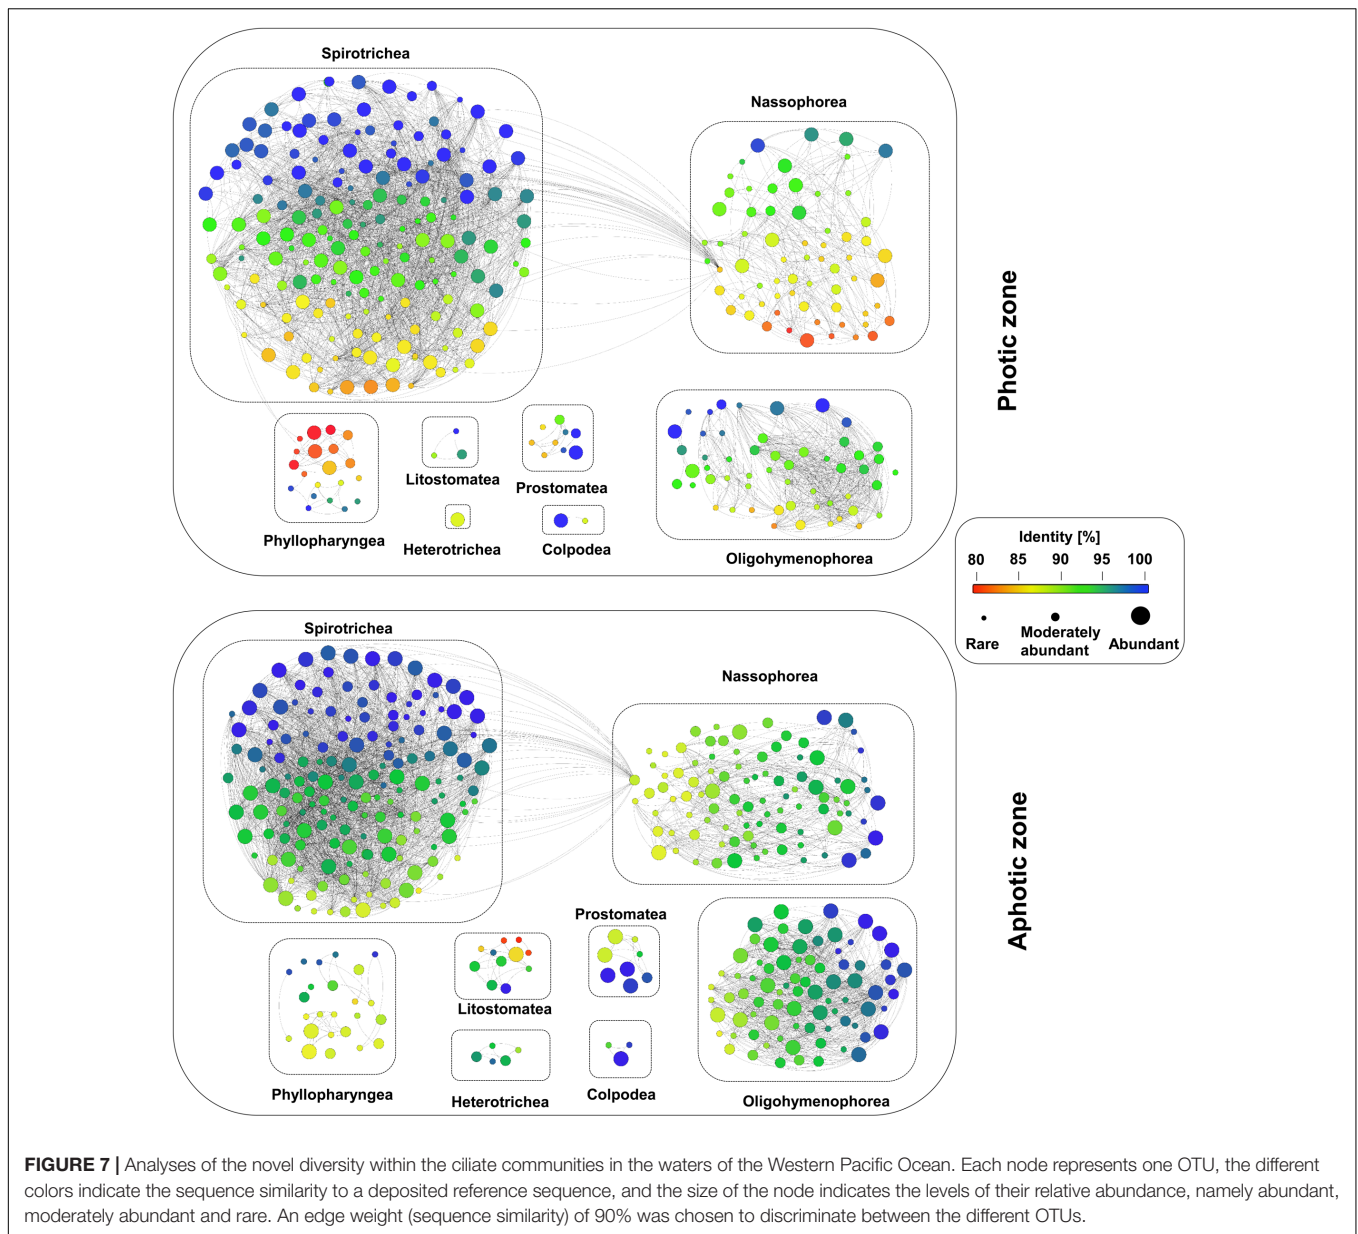 Spirotrichea
Nassophorea
Photic zone
Litostomatea
Prostomatea
Phyllopharyngea
Heterotrichea
Colpodea
Oligohymenophorea
Identity [%]
80 85 90 95 100
Rare Moderately abundant Abundant
Spirotrichea
Nassophorea
Aphotic zone
Prostomatea
Litostomatea
Phyllopharyngea
Heterotrichea
Colpodea
Oligohymenophorea
FIGURE 7 | Analyses of the novel diversity within the ciliate communities in the waters of the Western Pacific Ocean. Each node represents one OTU, the different
colors indicate the sequence similarity to a deposited reference sequence, and the size of the node indicates the levels of their relative abundance, namely abundant,
moderately abundant and rare. An edge weight (sequence similarity) of 90% was chosen to discriminate between the different OTUs.